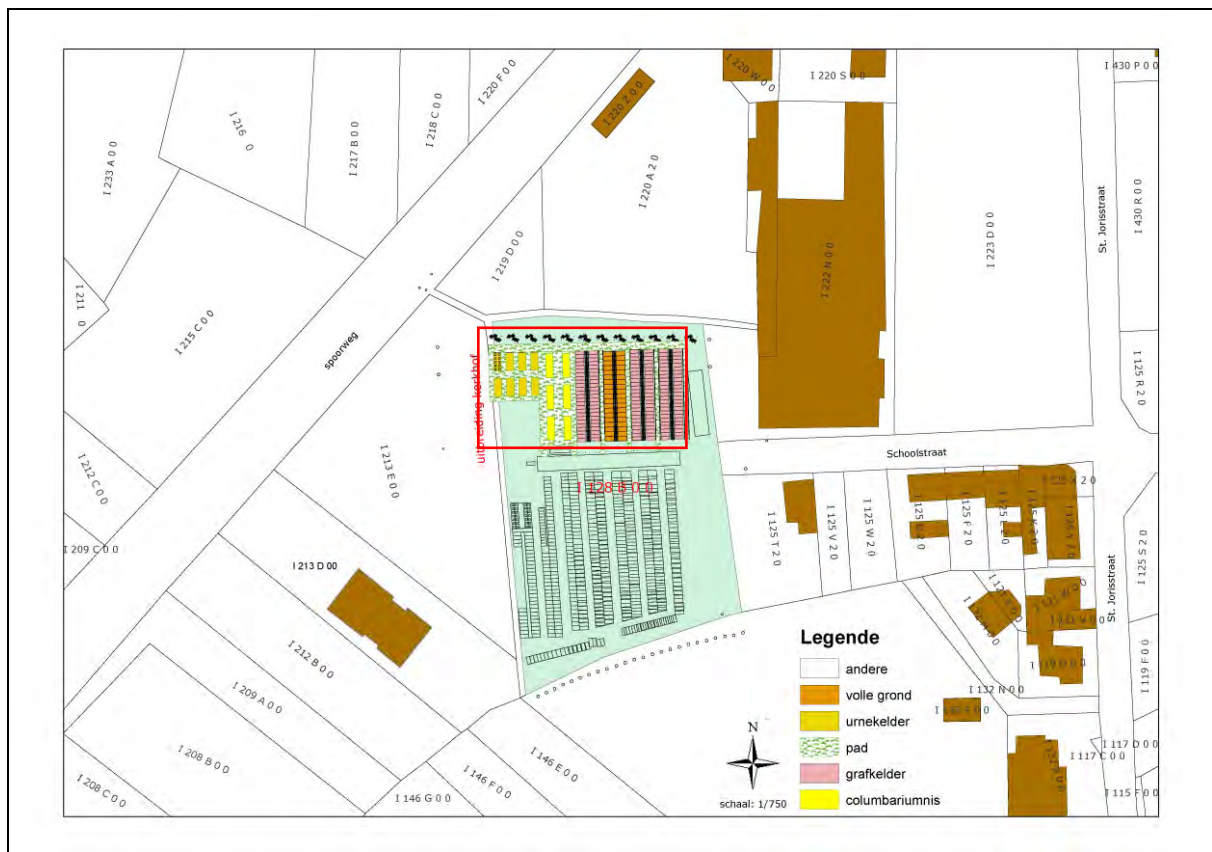 I 220 F 0 0
I 220 W 0 0
I 220 S 0 0
I 430 P 0 0
I 216 0
I 218 C 0 0
I 220 Z 0 0
I 217 B 0 0
I 233 A 0 0
I 220 A 2 0
St. Jorisstraat
I 430 R 0 0
I 223 D 0 0
I 219 D 0 0
I 222 N 0 0
I 211 0
I 215 C 0 0
spoorweg
I 125 R 2 0
uitbreiding kerkhof
Schoolstraat
I 213 E 0 0
I 128 B 0 0
I 212 C 0 0
I 125 T 2 0
I 125 V 2 0
I 125 W 2 0
I 125 F 2 0
I 209 C 0 0
I 213 D 00
I 125 S 2 0
St. Jorisstraat
I 212 B 0 0
Legende
andere
volle grond
urnekelder
pad
grafkelder
columbariumnis
N
schaal: 1/750
I 119 F 0 0
I 132 N 0 0
I 209 A 0 0
I 208 B 0 0
I 117 D 0 0
I 117 C 0 0
I 146 E 0 0
I 146 F 0 0
I 146 G 0 0
I 208 C 0 0
I 115 F 0 0